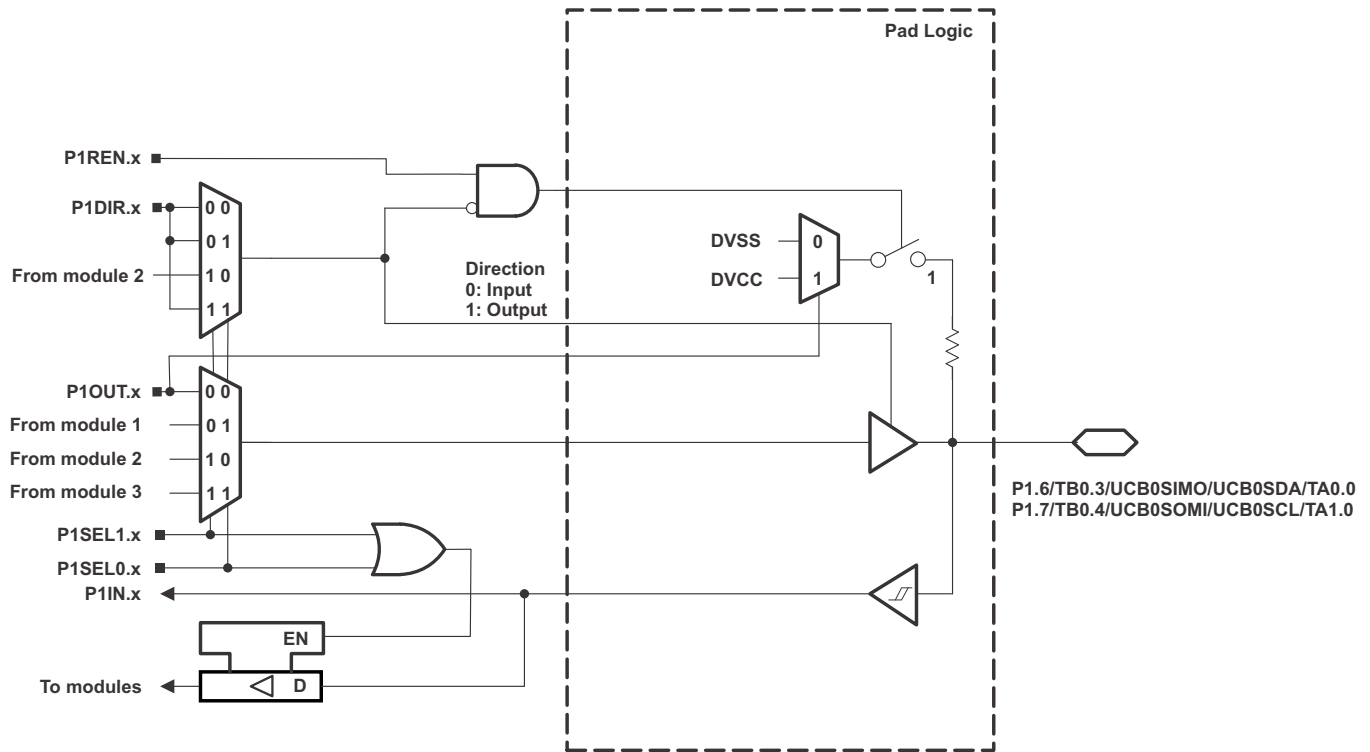 Pad Logic
P1REN.x
P1DIR.x
0 0
0 1
From module 2
1 0
1 1
Direction
0: Input
1: Output
DVSS
0
DVCC
1
1
P1OUT.x
0 0
From module 1
0 1
From module 2
1 0
From module 3
1 1
P1.6/TB0.3/UCB0SIMO/UCB0SDA/TA0.0
P1.7/TB0.4/UCB0SOMI/UCB0SCL/TA1.0
P1SEL1.x
P1SEL0.x
P1IN.x
EN
To modules
D